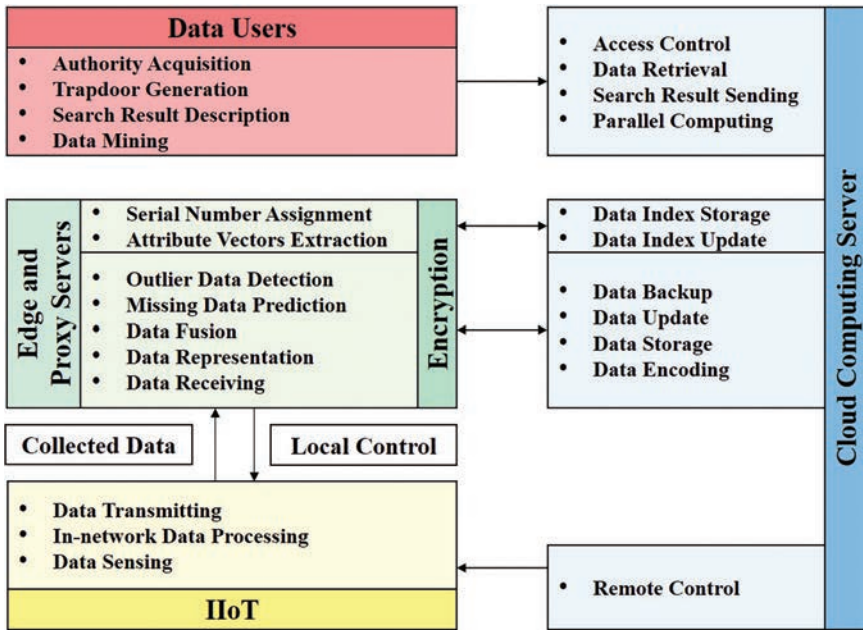 Data Users
• Authority Acquisition
• Trapdoor Generation
• Search Result Description
• Data Mining
• Access Control
• Data Retrieval
• Search Result Sending
• Parallel Computing
Edge and
Proxy Servers
• Serial Number Assignment
• Attribute Vectors Extraction
• Outlier Data Detection
• Missing Data Prediction
• Data Fusion
• Data Representation
• Data Receiving
Encryption
• Data Index Storage
• Data Index Update
• Data Backup
• Data Update
• Data Storage
• Data Encoding
Cloud Computing Server
Collected Data
Local Control
• Data Transmitting
• In-network Data Processing
• Data Sensing
IIoT
• Remote Control